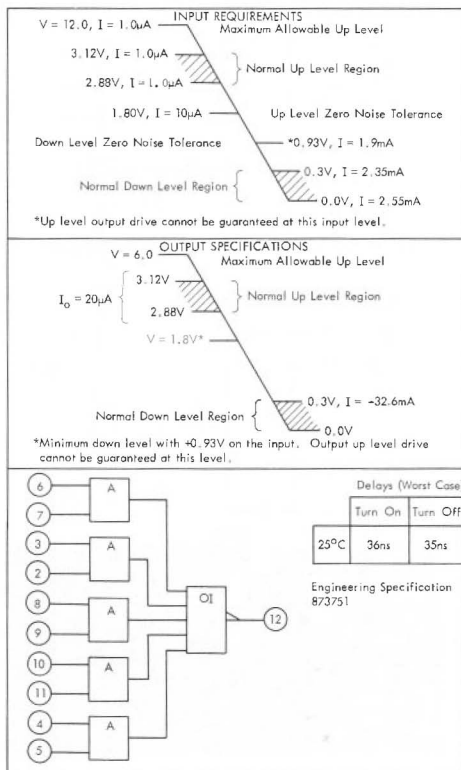 INPUT REQUIREMENTS
V = 12.0, I = 1.0µA
Maximum Allowable Up Level
3.12V, I = 1.0µA
Normal Up Level Region
2.88V, I = 1.0µA
1.80V, I = 10µA
Up Level Zero Noise Tolerance
Down Level Zero Noise Tolerance
*0.93V, I = 1.9mA
0.3V, I = 2.35mA
Normal Down Level Region
0.0V, I = 2.55mA
*Up level output drive cannot be guaranteed at this input level.
OUTPUT SPECIFICATIONS
V = 6.0
Maximum Allowable Up Level
3.12V
I₀ = 20µA
Normal Up Level Region
2.88V
V = 1.8V*
0.3V, I = -32.6mA
Normal Down Level Region
0.0V
*Minimum down level with +0.93V on the input. Output up level drive
cannot be guaranteed at this level.
6
A
7
3
A
2
8
A
9
10
A
11
4
A
5
OI
12
Delays (Worst Case
Turn On Turn Off
25°C 36ns 35ns
Engineering Specification
873751